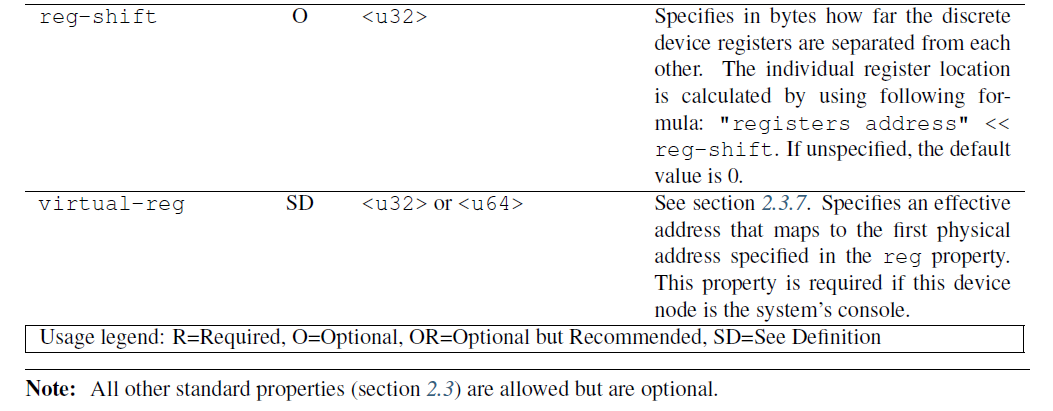 reg-shift O <u32> Specifies in bytes how far the discrete
device registers are separated from each
other. The individual register location
is calculated by using following for-
mula: "registers address" <<
reg-shift. If unspecified, the default
value is 0.
virtual-reg SD <u32> or <u64> See section 2.3.7. Specifies an effective
address that maps to the first physical
address specified in the reg property.
This property is required if this device
node is the system's console.
Usage legend: R=Required, O=Optional, OR=Optional but Recommended, SD=See Definition
Note: All other standard properties (section 2.3) are allowed but are optional.